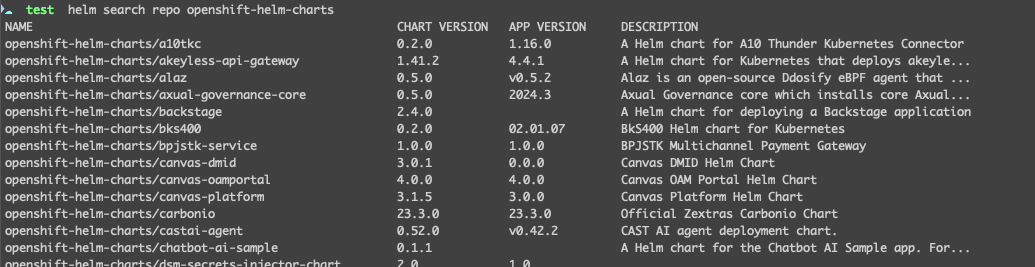 test helm search repo openshift-helm-charts
NAME CHART VERSION APP VERSION DESCRIPTION
openshift-helm-charts/a10tkc 0.2.0 1.16.0 A Helm chart for A10 Thunder Kubernetes Connector
openshift-helm-charts/akeyless-api-gateway 1.41.2 4.4.1 A Helm chart for Kubernetes that deploys akeyle...
openshift-helm-charts/alaz 0.5.0 v0.5.2 Alaz is an open-source Ddosify eBPF agent that ...
openshift-helm-charts/axual-governance-core 0.5.0 2024.3 Axual Governance core which installs core Axual...
openshift-helm-charts/backstage 2.4.0 A Helm chart for deploying a Backstage application
openshift-helm-charts/bks400 0.2.0 02.01.07 BkS400 Helm chart for Kubernetes
openshift-helm-charts/bpjstk-service 1.0.0 1.0.0 BPJSTK Multichannel Payment Gateway
openshift-helm-charts/canvas-dmid 3.0.1 0.0.0 Canvas DMID Helm Chart
openshift-helm-charts/canvas-oamportal 4.0.0 4.0.0 Canvas OAM Portal Helm Chart
openshift-helm-charts/canvas-platform 3.1.5 3.0.0 Canvas Platform Helm Chart
openshift-helm-charts/carbonio 23.3.0 23.3.0 Official Zextras Carbonio Chart
openshift-helm-charts/castai-agent 0.52.0 v0.42.2 CAST AI agent deployment chart.
openshift-helm-charts/chatbot-ai-sample 0.1.1 A Helm chart for the Chatbot AI Sample app. For...
openshift-helm-charts/dsm-secrets-injector-chart 2.0 1.0